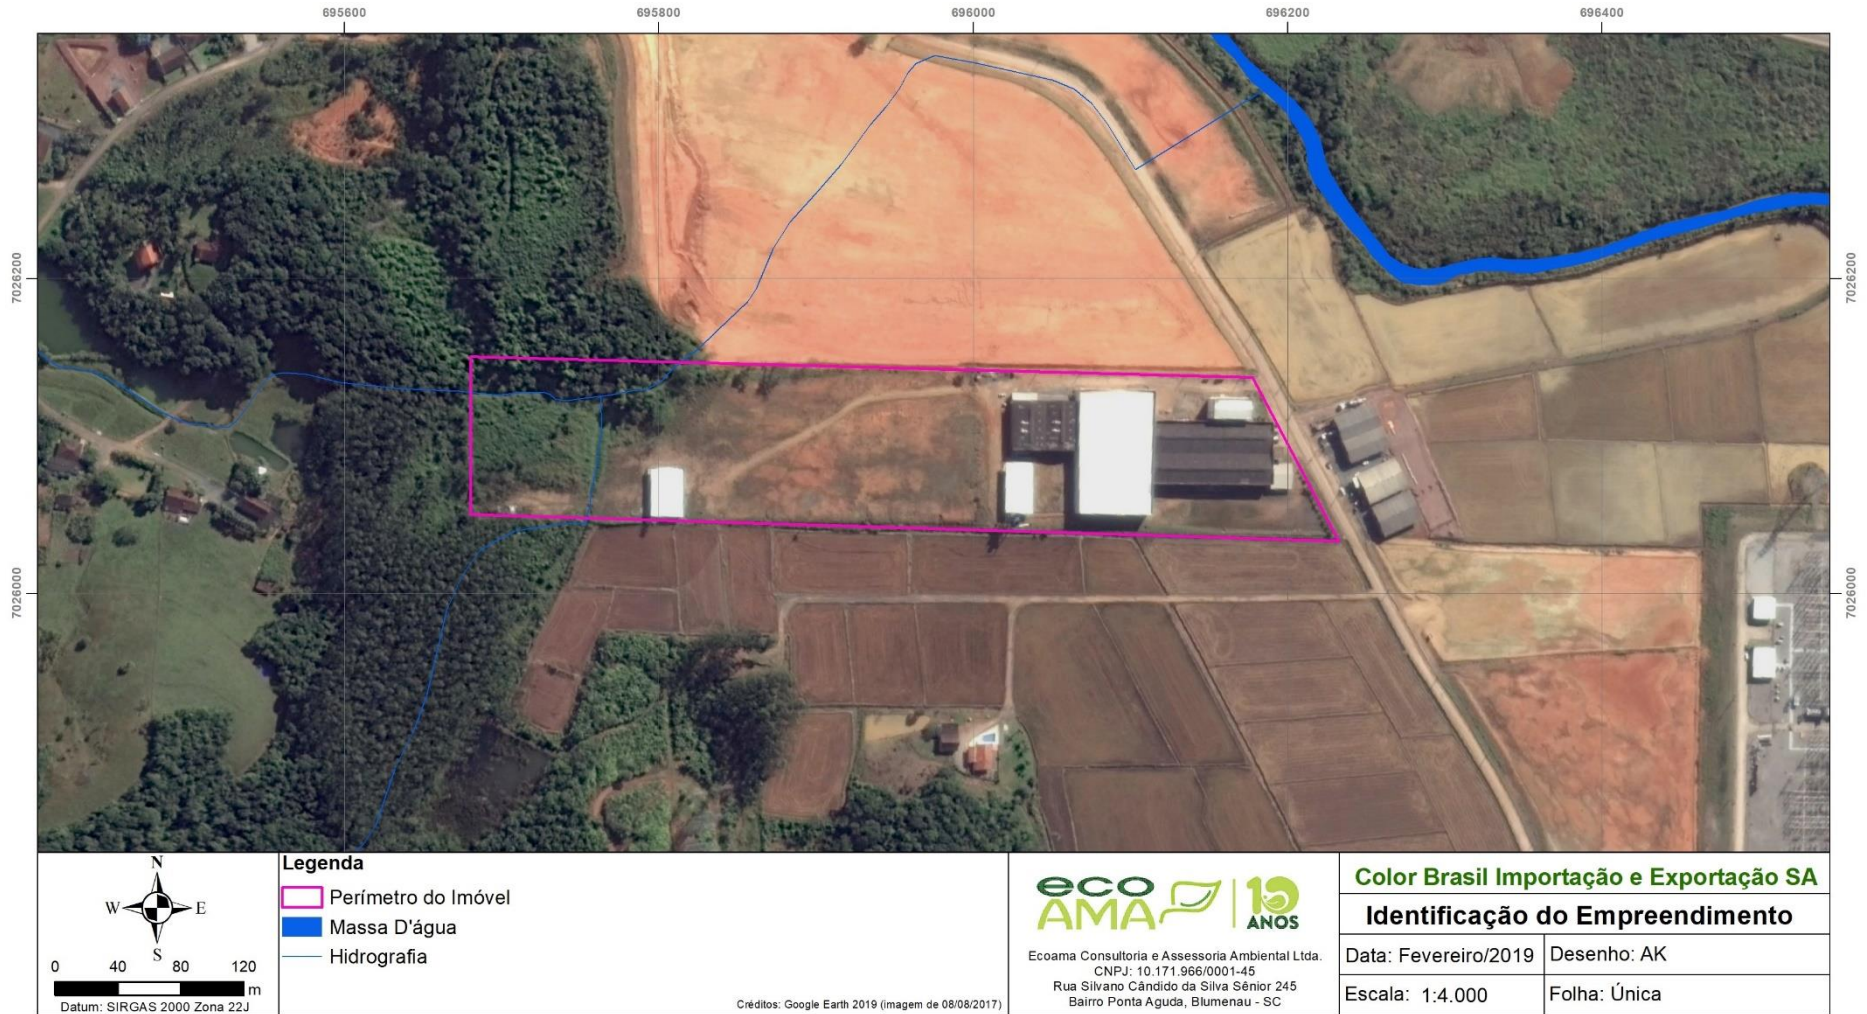 695600 695800 696000 696200 696400
7026200 7026200
7026000 7026000
N
W E
S
0 40 80 120
m
Datum: SIRGAS 2000 Zona 22J
Legenda
Perímetro do Imóvel
Massa D'água
Hidrografia
Créditos: Google Earth 2019 (imagem de 08/08/2017)
eco
AMA
10
ANOS
Ecoama Consultoria e Assessoria Ambiental Ltda.
CNPJ: 10.171.966/0001-45
Rua Silvano Cândido da Silva Sênior 245
Bairro Ponta Aguda, Blumenau - SC
Color Brasil Importação e Exportação SA
Identificação do Empreendimento
Data: Fevereiro/2019 Desenho: AK
Escala: 1:4.000 Folha: Única